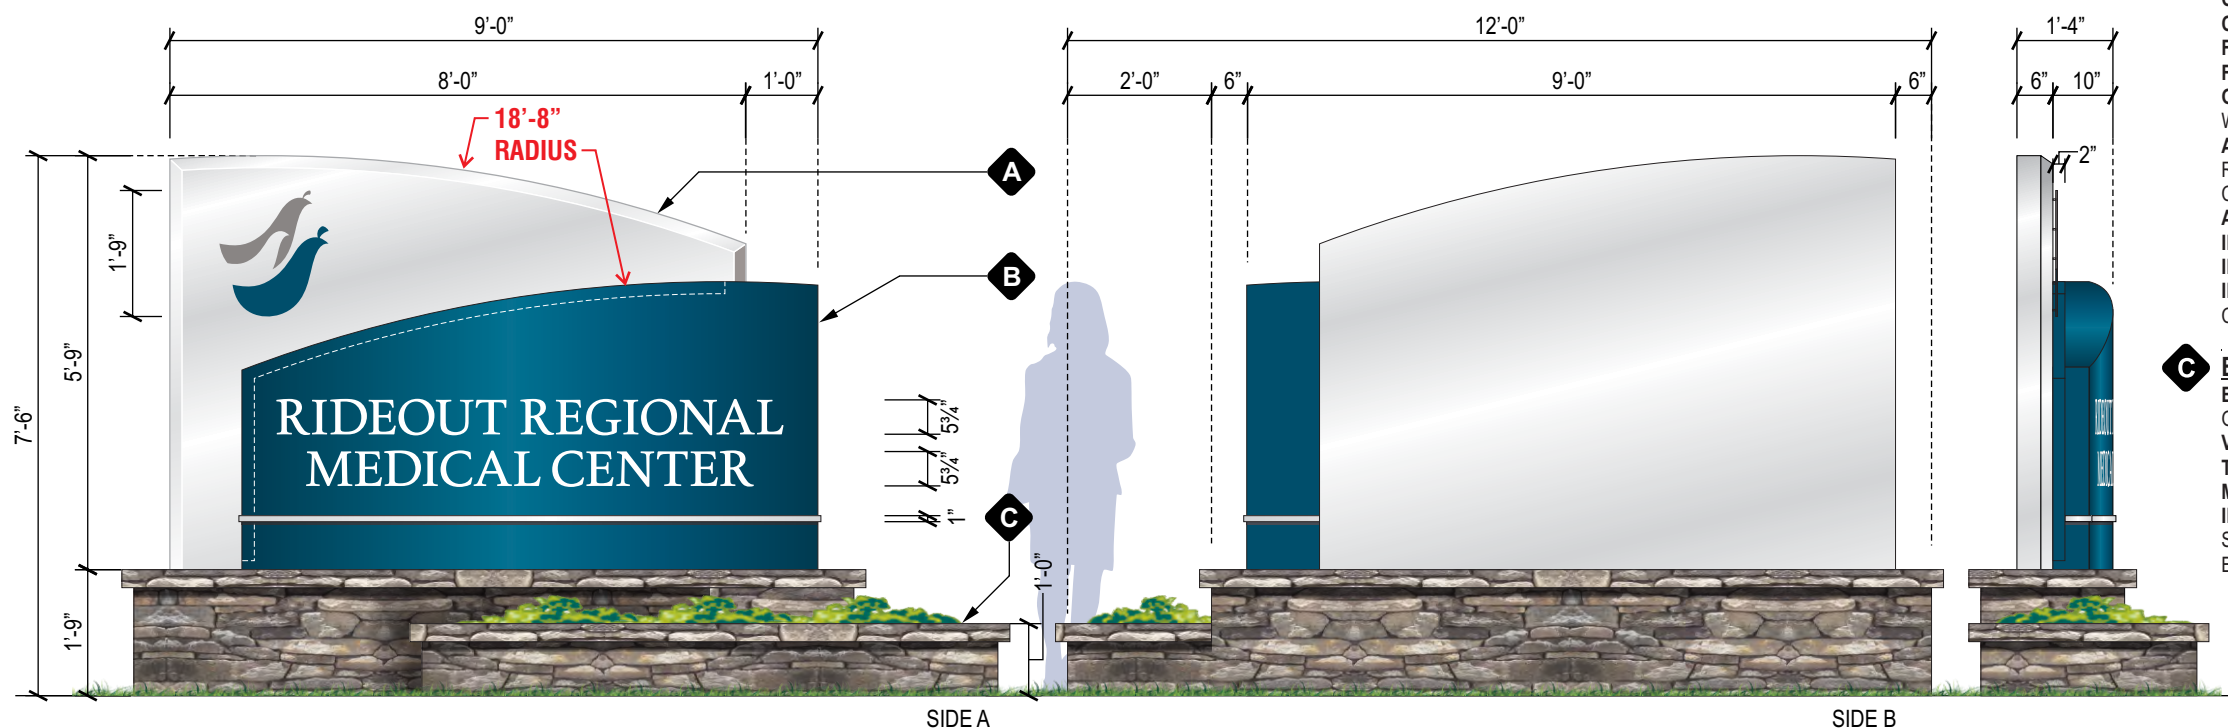 9’-0”
12’-0”
1’-4”
8’-0”
1’-0”
2’-0”
6”
9’-0”
6”
6”
10”
18’-8”
RADIUS
A
2”
1’-9”
B
5’-9”
7’-6”
C
RIDEOUT REGIONAL
MEDICAL CENTER
5¾”
5¾”
1”
C
1’-0”
1’-9”
SIDE A
SIDE B